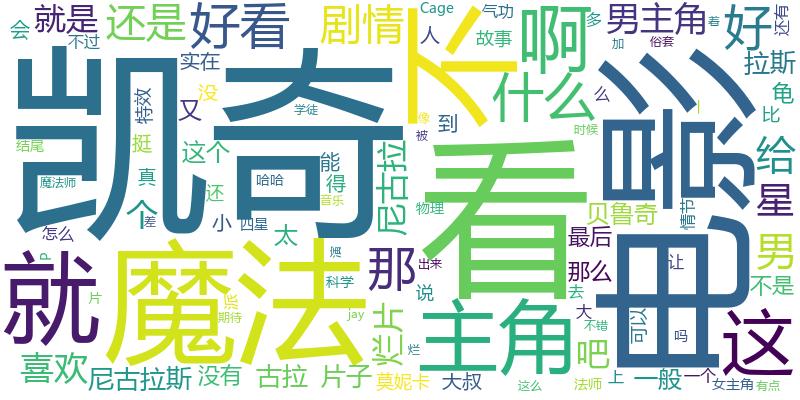 会
就是
还是
好看
剧情
不
Cage
气功
多
男主角
着
还有
不过
人
故事
啊
加
俗套
好
实在
没
凯奇
学徒
像
什么
么
电影
拉斯
特效
又
到
被
时候
龟
比
结尾
挺
这个
能
看
一
给
魔法师
真
还
哈哈
得
音乐
尼古拉
物理
贝鲁奇
情节
星
个
差
小
四星
太
怎么
那
最后
男
P
就
魔法
科学
出来
说
那么
让
不是
片
派
期待
jay
烂片
主角
去
大
不错
可以
吗
这
喜欢
尼古拉斯
没有
古拉
片子
莫妮卡
大叔
烂
这么
吧
法师
上
一般
一个
女主角
有点